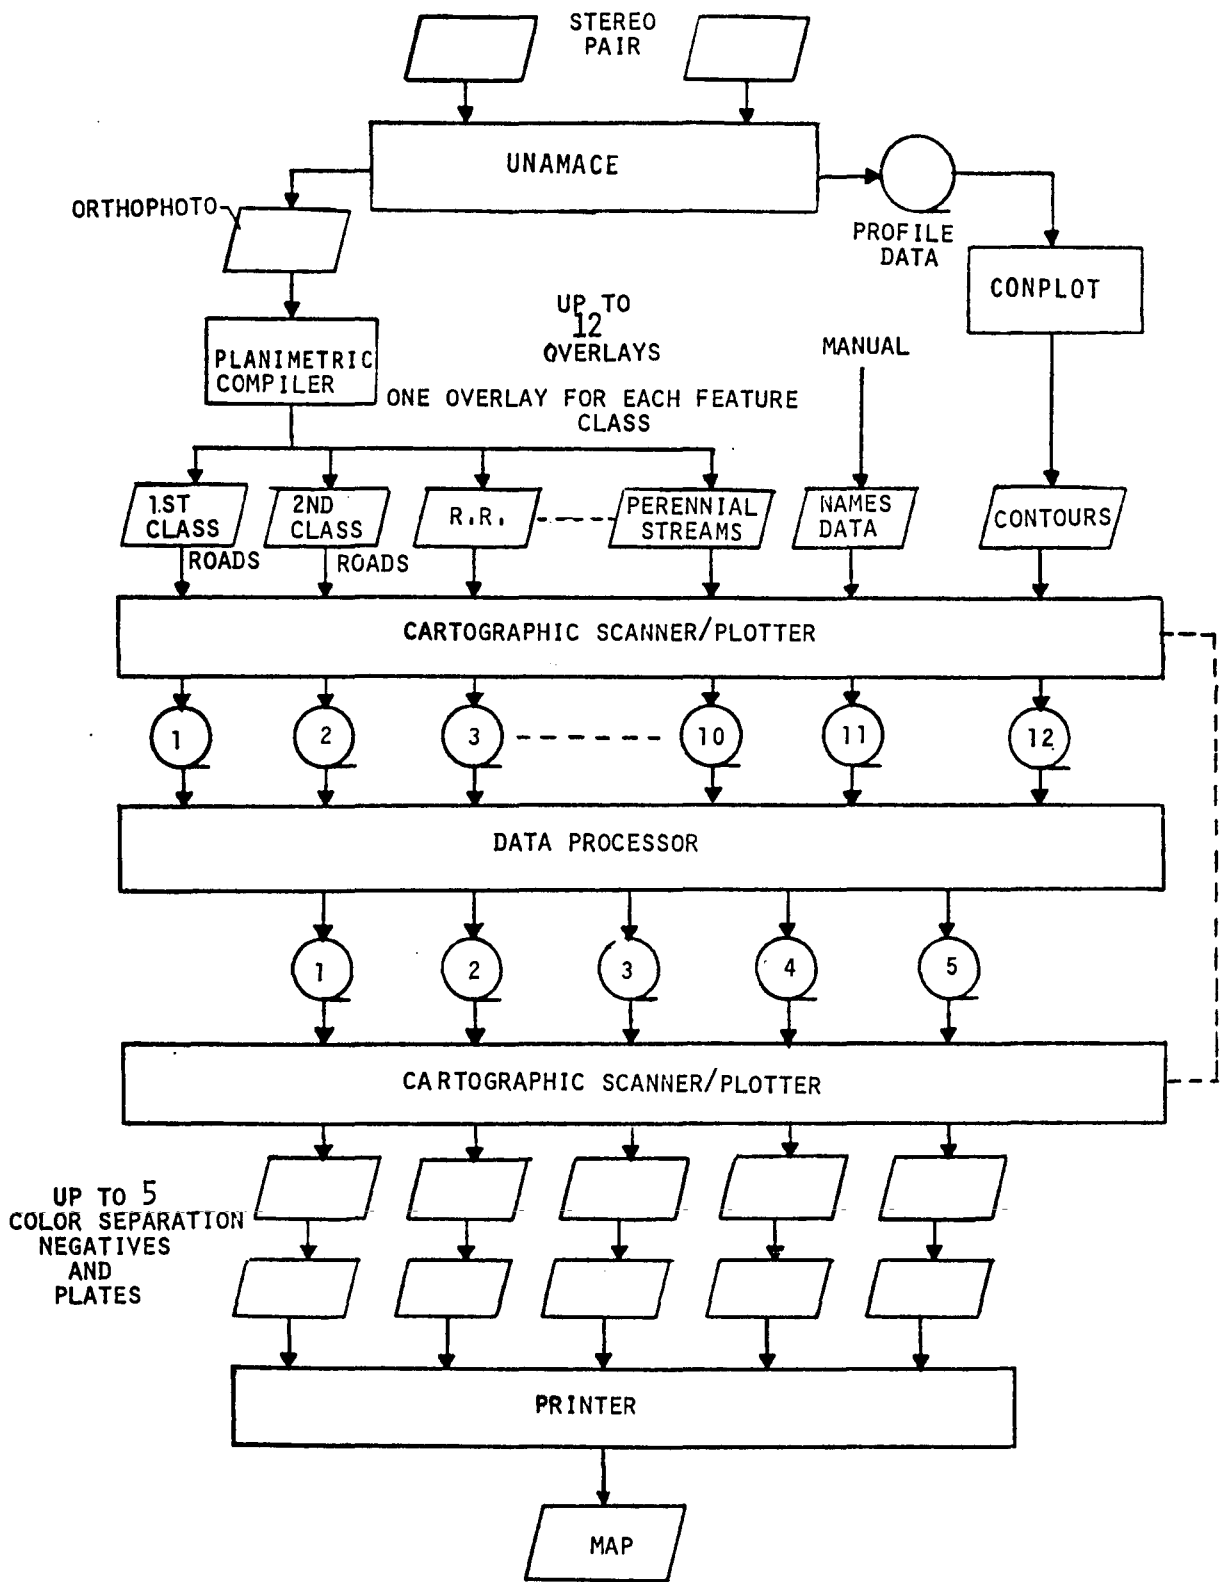 STEREO
PAIR
UNAMACE
ORTHOPHOTO
PROFILE
DATA
CONPLOT
UP TO
12
OVERLAYS
MANUAL
PLANIMETRIC
COMPILER
ONE OVERLAY FOR EACH FEATURE
CLASS
1.ST
CLASS
ROADS
2ND
CLASS
ROADS
R.R.
PERENNIAL
STREAMS
NAMES
DATA
CONTOURS
CARTOGRAPHIC SCANNER/PLOTTER
1
2
3
10
11
12
DATA PROCESSOR
1
2
3
4
5
CARTOGRAPHIC SCANNER/PLOTTER
UP TO 5
COLOR SEPARATION
NEGATIVES
AND
PLATES
PRINTER
MAP